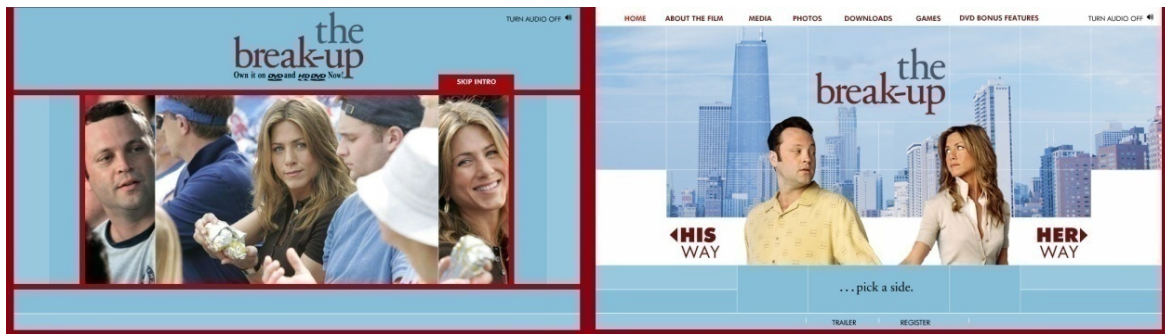 TURN AUDIO OFF
the
break-up
Own it on DVD and HD DVD Now!
SKIP INTRO
HOME ABOUT THE FILM MEDIA PHOTOS DOWNLOADS GAMES DVD BONUS FEATURES TURN AUDIO OFF
the
break-up
HIS
WAY
HER
WAY
...pick a side.
TRAILER REGISTER